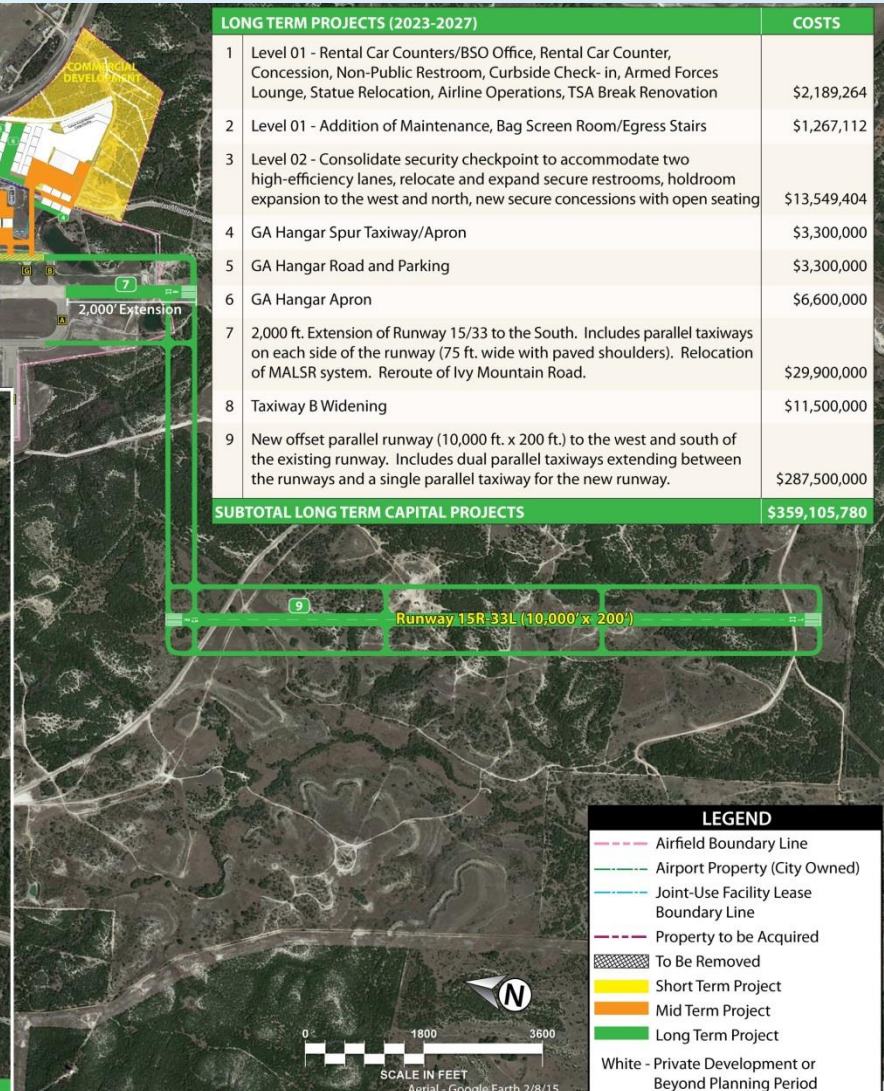 LONG TERM PROJECTS (2023-2027) COSTS
1 Level 01 - Rental Car Counters/BSO Office, Rental Car Counter,
Concession, Non-Public Restroom, Curbside Check- in, Armed Forces
Lounge, Statue Relocation, Airline Operations, TSA Break Renovation $2,189,264
2 Level 01 - Addition of Maintenance, Bag Screen Room/Egress Stairs $1,267,112
3 Level 02 - Consolidate security checkpoint to accommodate two
high-efficiency lanes, relocate and expand secure restrooms, holdroom
expansion to the west and north, new secure concessions with open seating $13,549,404
4 GA Hangar Spur Taxiway/Apron $3,300,000
5 GA Hangar Road and Parking $3,300,000
6 GA Hangar Apron $6,600,000
7 2,000 ft. Extension of Runway 15/33 to the South. Includes parallel taxiways
on each side of the runway (75 ft. wide with paved shoulders). Relocation
of MALSR system. Reroute of Ivy Mountain Road. $29,900,000
8 Taxiway B Widening $11,500,000
9 New offset parallel runway (10,000 ft. x 200 ft.) to the west and south of
the existing runway. Includes dual parallel taxiways extending between
the runways and a single parallel taxiway for the new runway. $287,500,000
SUBTOTAL LONG TERM CAPITAL PROJECTS $359,105,780
COMMERCIAL
DEVELOPMENT
G B
7
2,000' Extension
A
9
Runway 15R-33L (10,000' x 200')
N
0 1800 3600
SCALE IN FEET
Aerial - Google Earth 2/8/15
LEGEND
Airfield Boundary Line
Airport Property (City Owned)
Joint-Use Facility Lease
Boundary Line
Property to be Acquired
To Be Removed
Short Term Project
Mid Term Project
Long Term Project
White - Private Development or
Beyond Planning Period